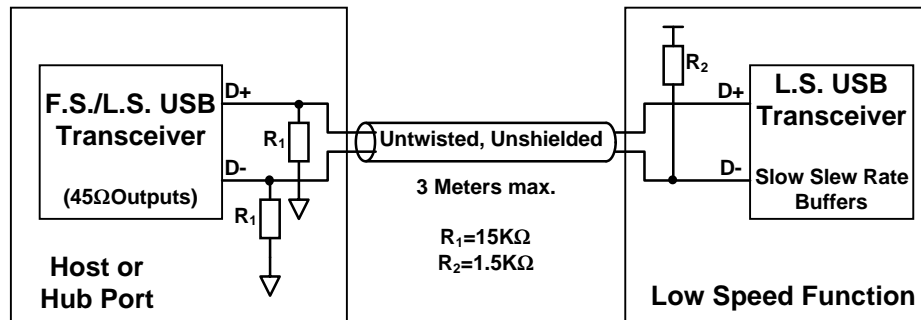 F.S./L.S. USB
Transceiver
(45ΩOutputs)
D+
D-
R1
R1
Host or
Hub Port
Untwisted, Unshielded
3 Meters max.
R1=15KΩ
R2=1.5KΩ
R2
D+
D-
L.S. USB
Transceiver
Slow Slew Rate
Buffers
Low Speed Function